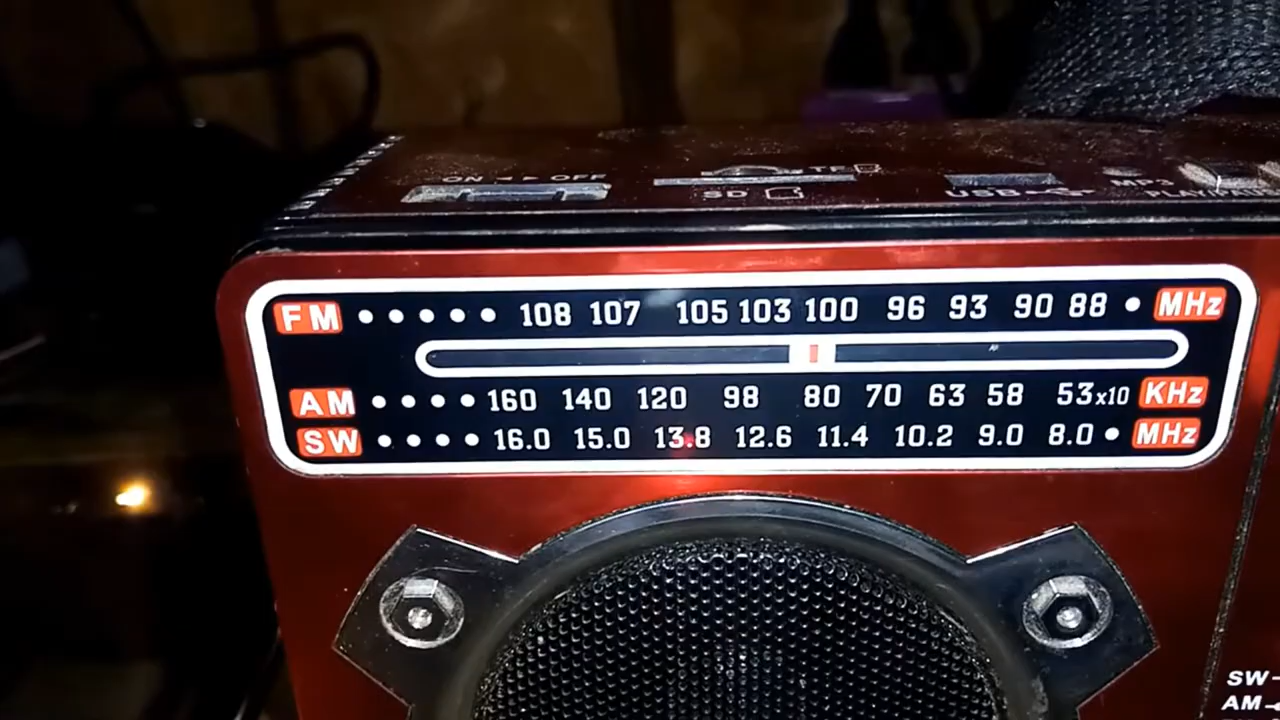 ON ◄ ► OFF
SD TF
USB
MP3
FM • • • • • 108 107 105 103 100 96 93 90 88 • MHz
AM • • • • 160 140 120 98 80 70 63 58 53x10 KHz
SW • • • • 16.0 15.0 13.8 12.6 11.4 10.2 9.0 8.0 • MHz
SW
AM